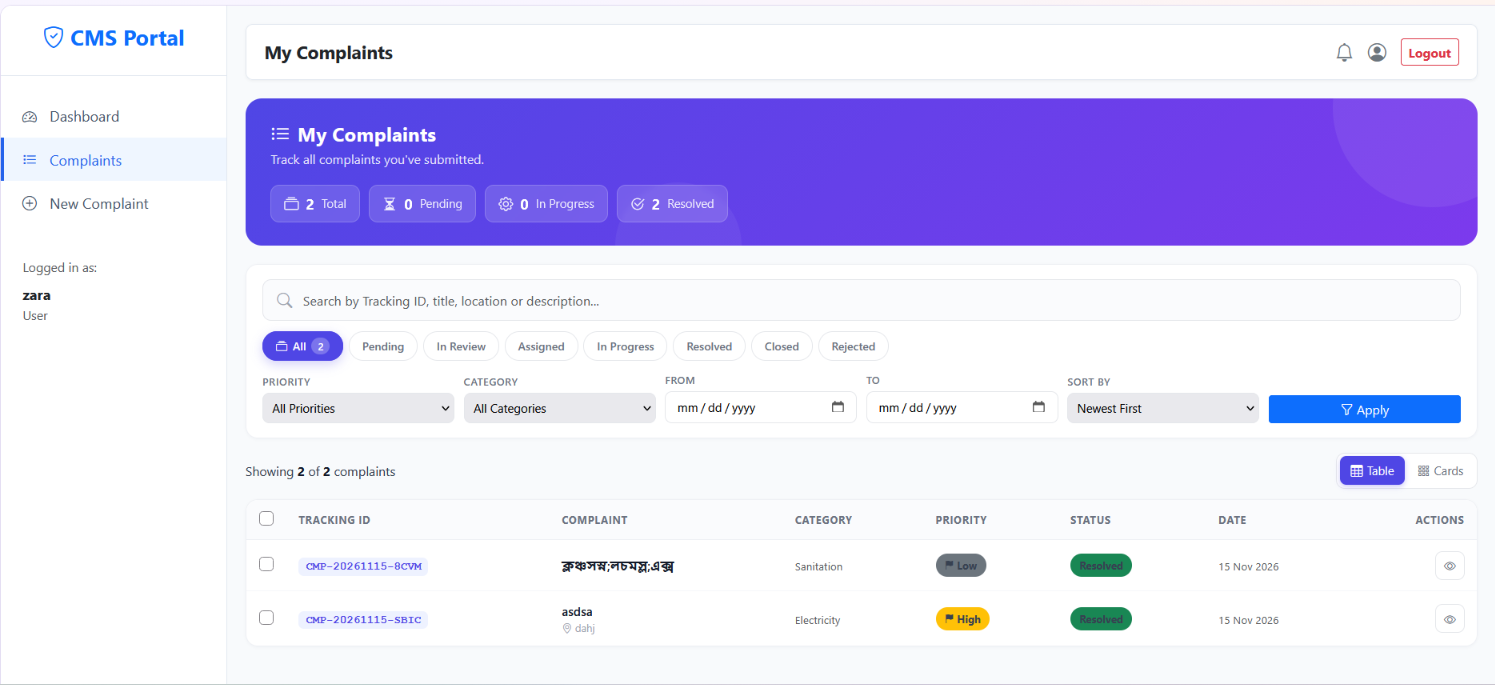 CMS Portal
My Complaints
Logout
Dashboard
Complaints
New Complaint
Logged in as:
zara
User
My Complaints
Track all complaints you've submitted.
2 Total
0 Pending
0 In Progress
2 Resolved
Search by Tracking ID, title, location or description...
All 2
Pending
In Review
Assigned
In Progress
Resolved
Closed
Rejected
PRIORITY
CATEGORY
FROM
TO
SORT BY
All Priorities
All Categories
mm/dd/yyyy
mm/dd/yyyy
Newest First
Apply
Showing 2 of 2 complaints
Table
Cards
TRACKING ID COMPLAINT CATEGORY PRIORITY STATUS DATE ACTIONS
CMP-20261115-8CVM Sanitation Low Resolved 15 Nov 2026
CMP-20261115-SBIC asdsa Electricity High Resolved 15 Nov 2026
dahj